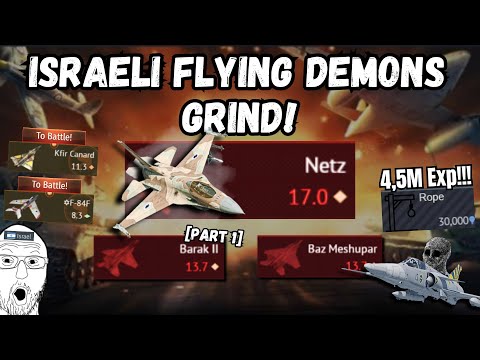 ISRAELI FLYING DEMONS
GRIND!
To Battle!
Kfir Canard
11.3
To Battle!
✡F-84F
8.3
Netz
17.0
4,5M Exp!!!
Rope
30,000
[PART 1]
Barak II
13.7
Baz Meshupar
Israel